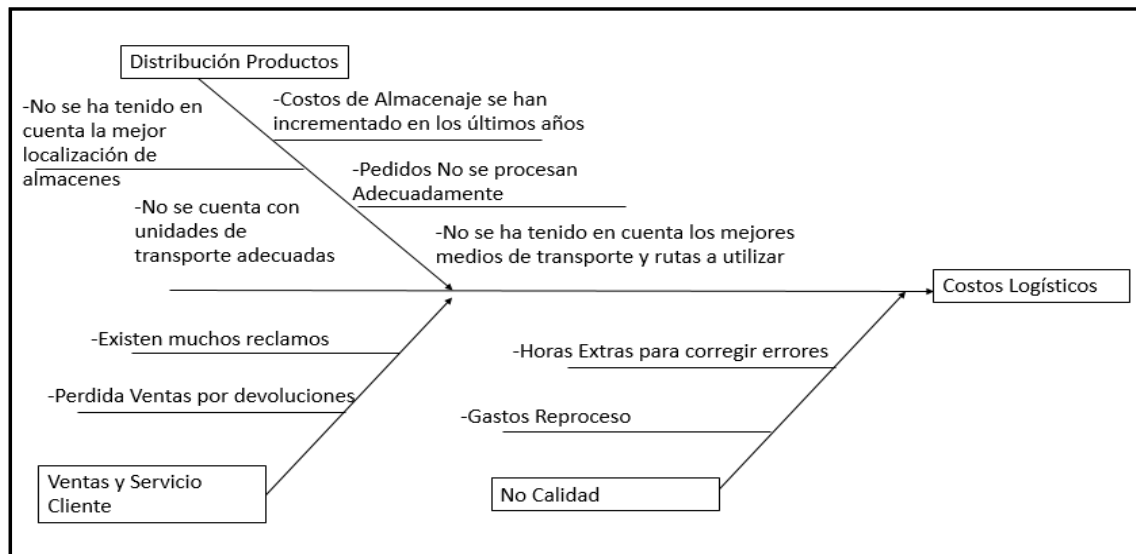 Distribución Productos
-No se ha tenido en
cuenta la mejor
localización de
almacenes
-Costos de Almacenaje se han
incrementado en los últimos años
-Pedidos No se procesan
Adecuadamente
-No se cuenta con
unidades de
transporte adecuadas
-No se ha tenido en cuenta los mejores
medios de transporte y rutas a utilizar
Costos Logísticos
-Existen muchos reclamos
-Perdida Ventas por devoluciones
Ventas y Servicio
Cliente
-Horas Extras para corregir errores
-Gastos Reproceso
No Calidad